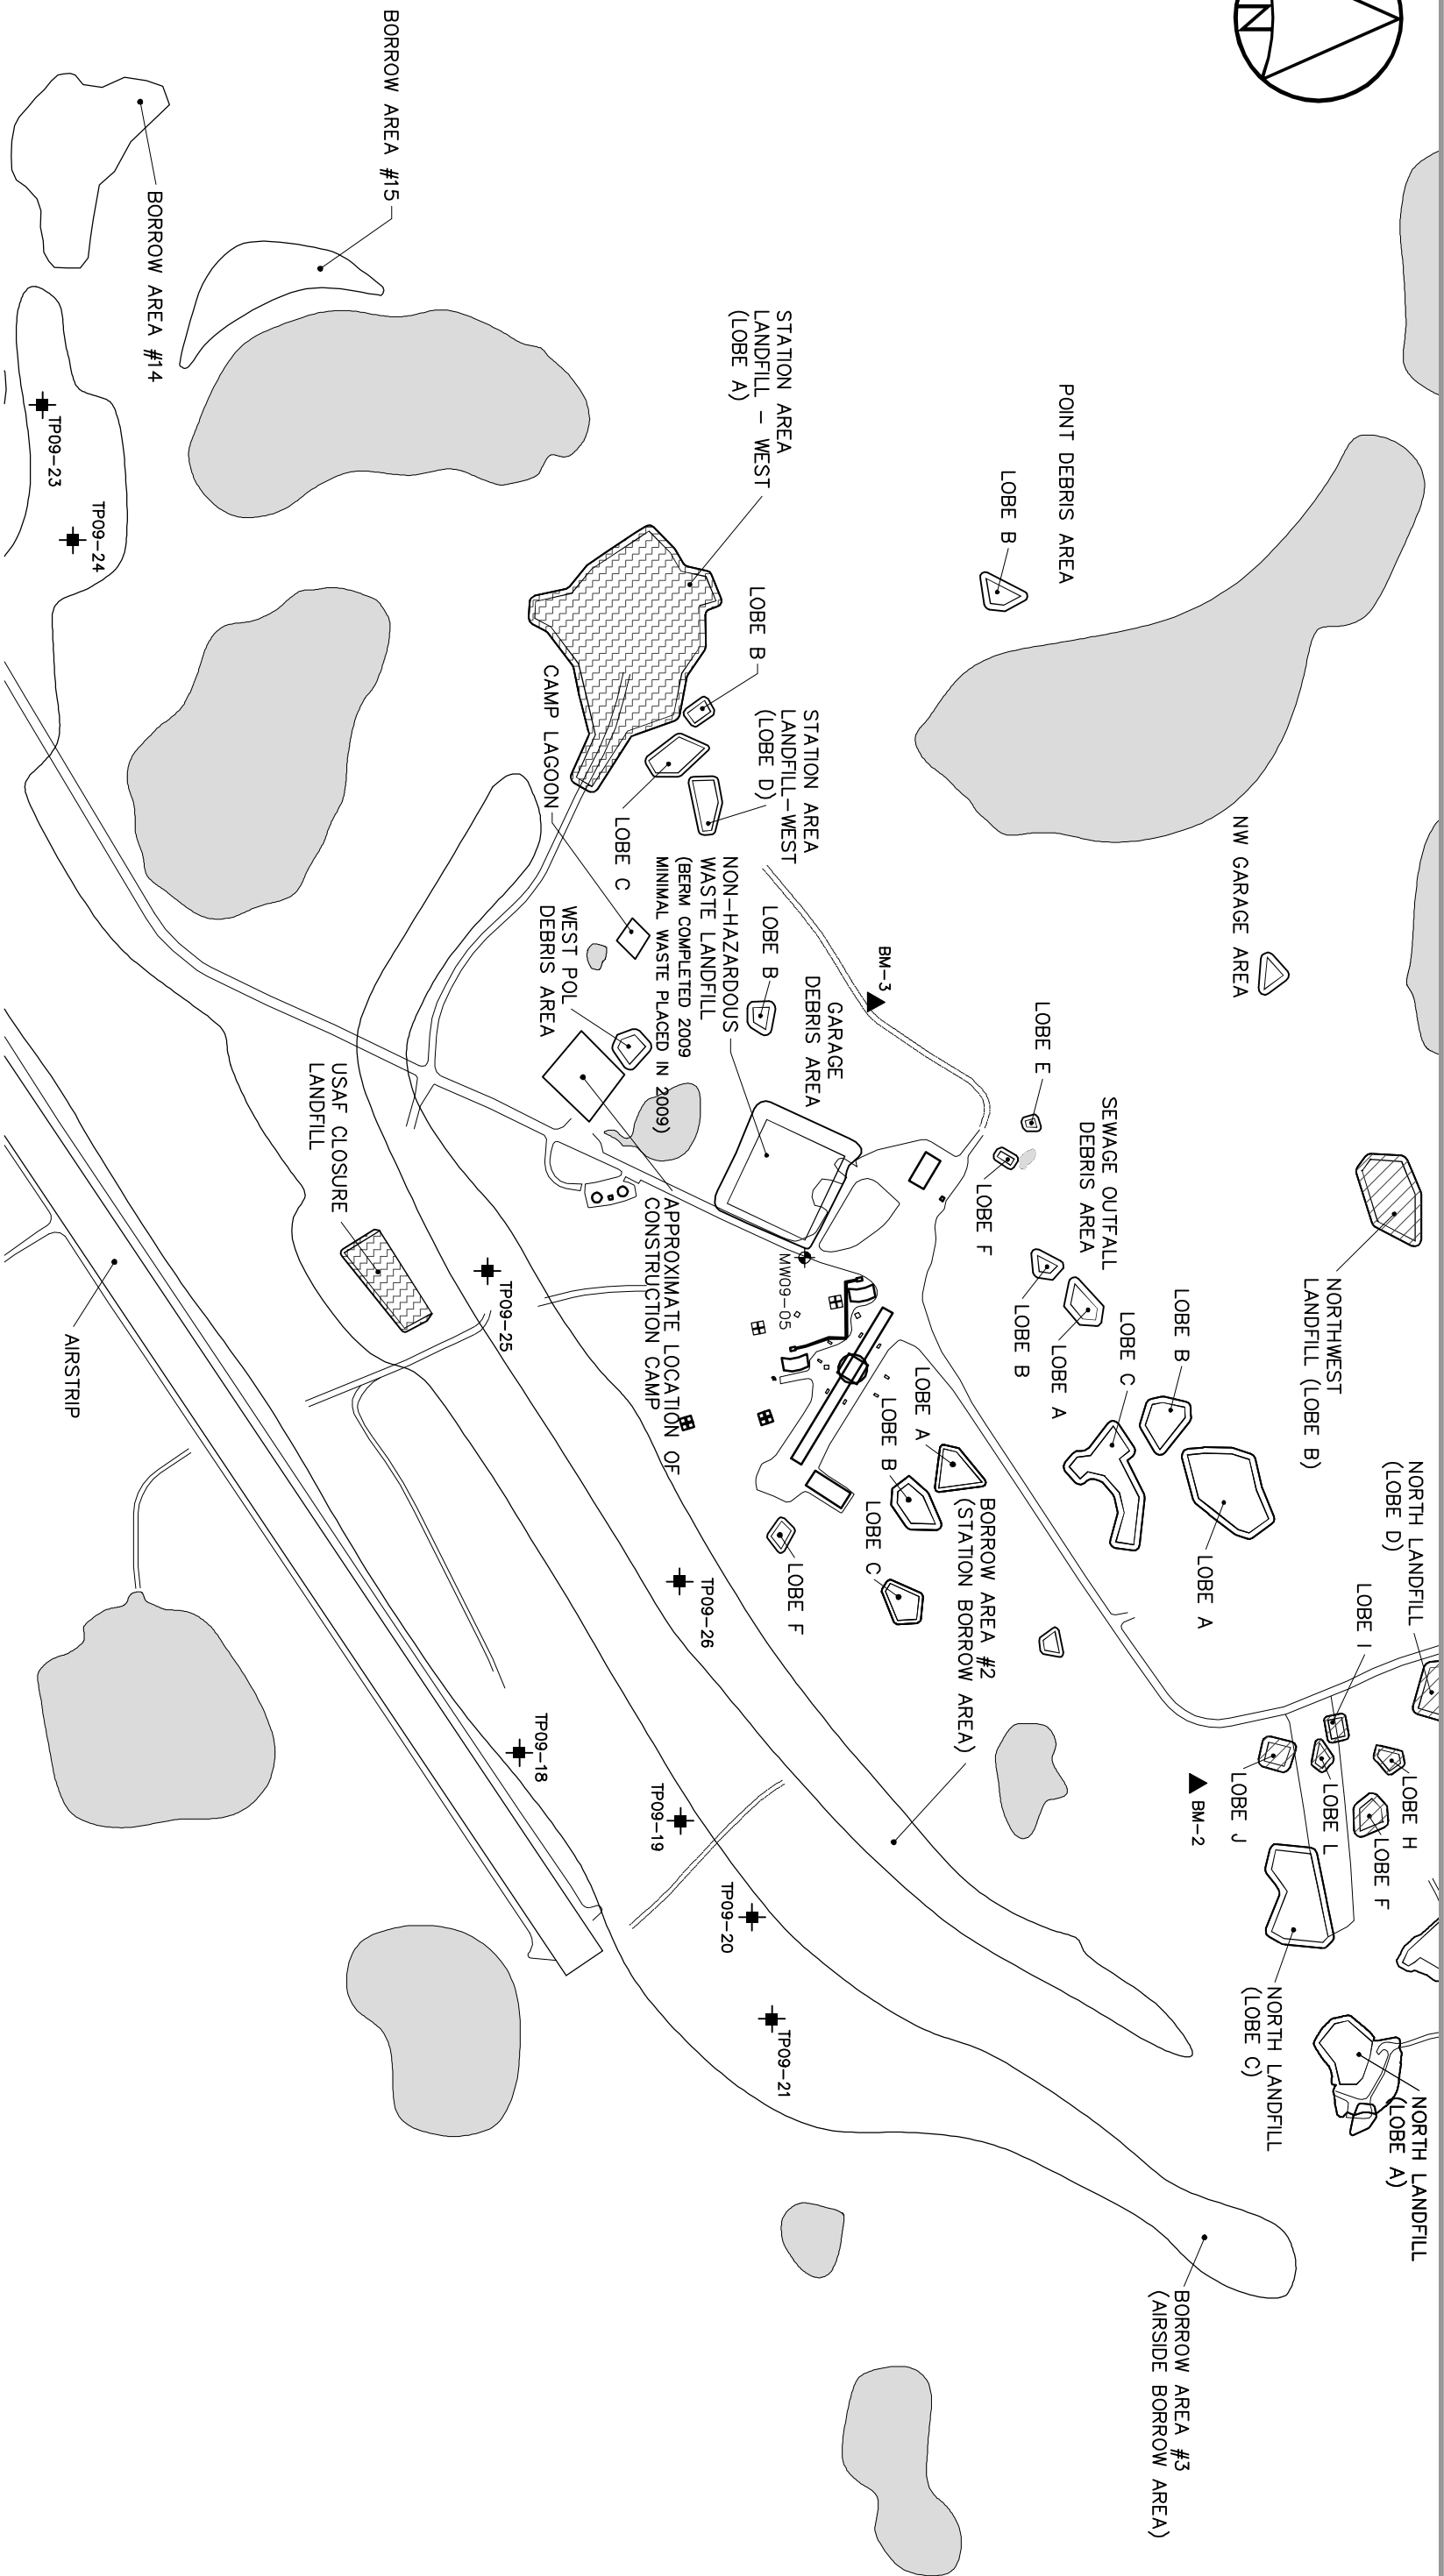 N
BORROW AREA #15
BORROW AREA #14
TP09-23
TP09-24
STATION AREA
LANDFILL - WEST
(LOBE A)
POINT DEBRIS AREA
LOBE B
LOBE B
STATION AREA
LANDFILL-WEST
(LOBE D)
CAMP LAGOON
LOBE C
NW GARAGE AREA
NON-HAZARDOUS
WASTE LANDFILL
(BERM COMPLETED 2009
MINIMAL WASTE PLACED IN 2009)
WEST POL
DEBRIS AREA
LOBE B
GARAGE
DEBRIS AREA
BM-3
LOBE E
LOBE F
SEWAGE OUTFALL
DEBRIS AREA
LOBE B
LOBE A
USAF CLOSURE
LANDFILL
APPROXIMATE LOCATION OF
CONSTRUCTION CAMP
MW09-05
TP09-25
AIRSTRIP
NORTHWEST
LANDFILL (LOBE B)
LOBE B
LOBE C
LOBE A
LOBE A
LOBE B
LOBE C
LOBE F
BORROW AREA #2
(STATION BORROW AREA)
TP09-26
NORTH LANDFILL
(LOBE D)
LOBE I
LOBE H
LOBE F
LOBE L
LOBE J
BM-2
TP09-18
TP09-19
TP09-20
TP09-21
NORTH LANDFILL
(LOBE C)
NORTH LANDFILL
(LOBE A)
BORROW AREA #3
(AIRSIDE BORROW AREA)